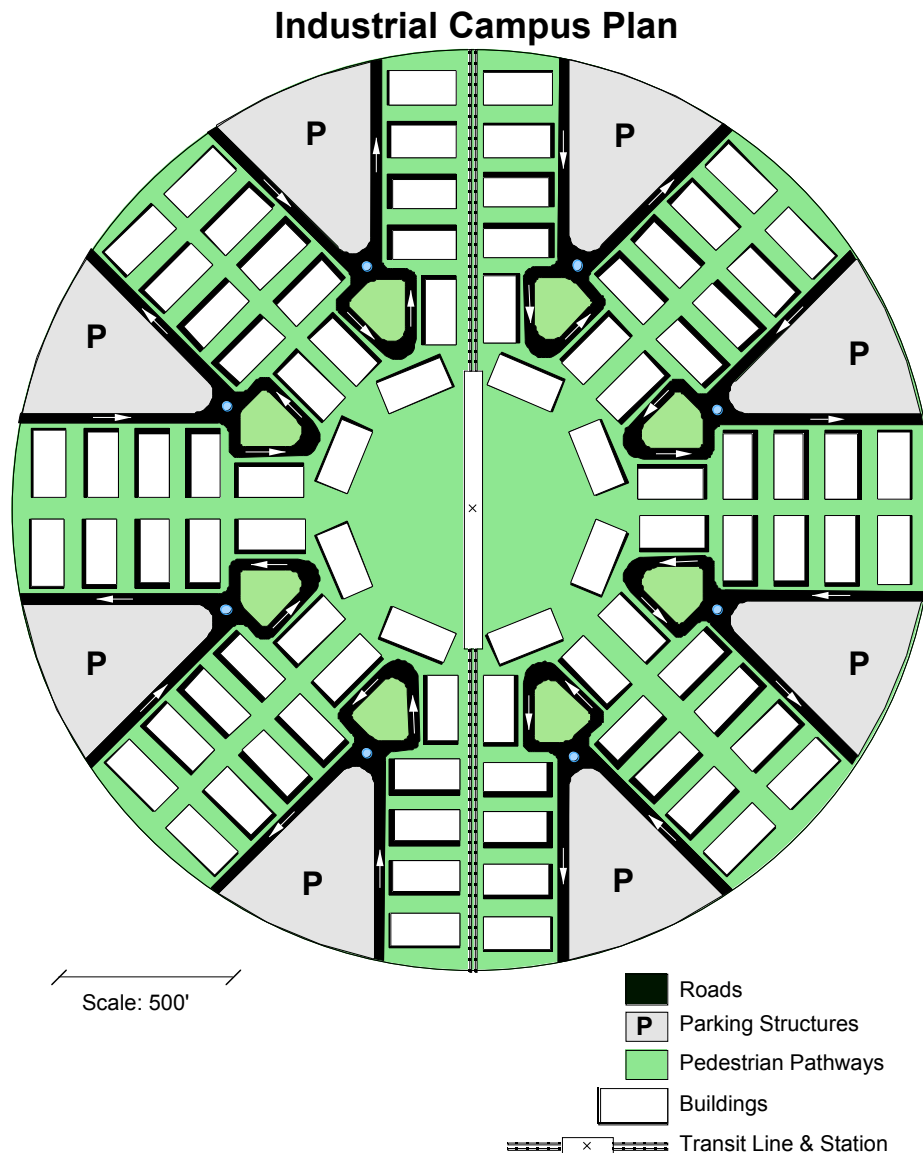 Industrial Campus Plan
P
P
P
P
P
P
P
P
Scale: 500'
Roads
P Parking Structures
Pedestrian Pathways
Buildings
× Transit Line & Station